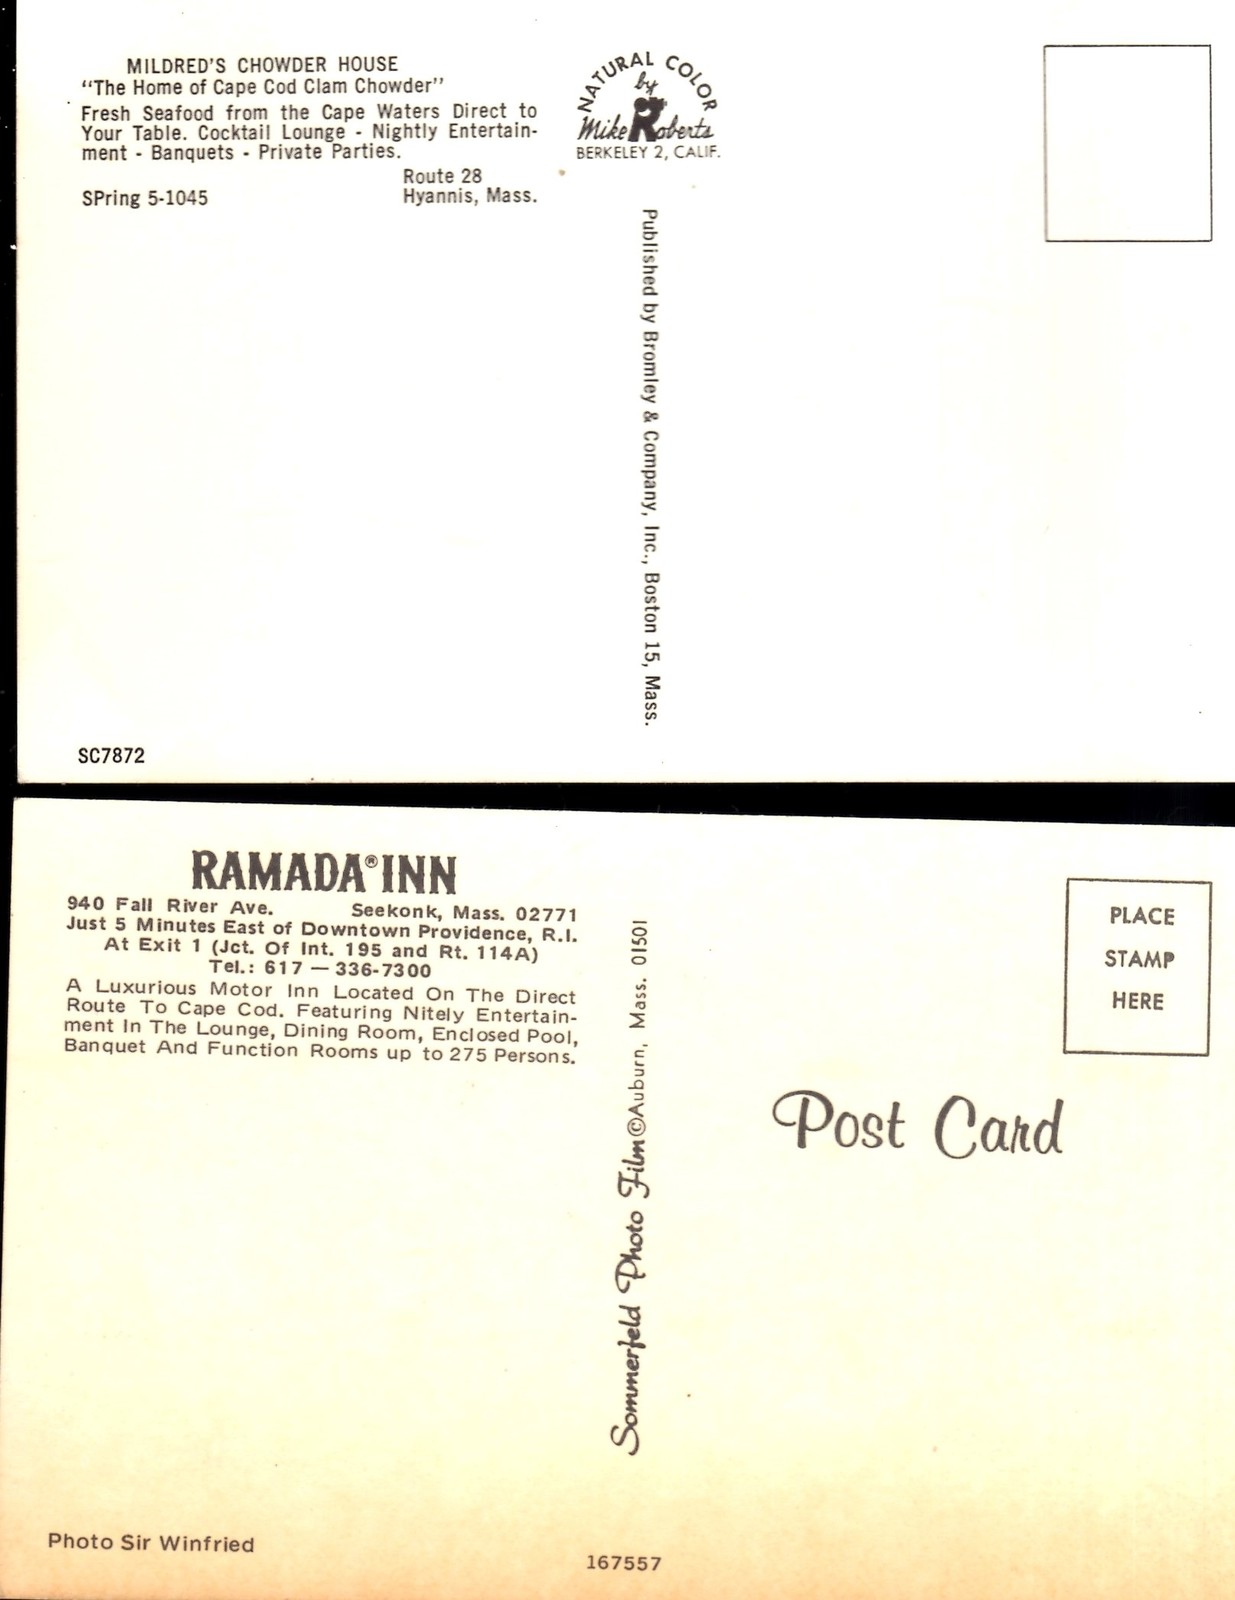 MILDRED'S CHOWDER HOUSE
“The Home of Cape Cod Clam Chowder”
Fresh Seafood from the Cape Waters Direct to
Your Table. Cocktail Lounge - Nightly Entertain-
ment - Banquets - Private Parties.
Route 28
SPring 5-1045 Hyannis, Mass.
NATURAL COLOR
by
Mike Roberts
BERKELEY 2, CALIF.
Published by Bromley & Company, Inc., Boston 15, Mass.
SC7872
RAMADA® INN
940 Fall River Ave. Seekonk, Mass. 02771
Just 5 Minutes East of Downtown Providence, R.I.
At Exit 1 (Jct. Of Int. 195 and Rt. 114A)
Tel.: 617 — 336-7300
A Luxurious Motor Inn Located On The Direct
Route To Cape Cod. Featuring Nitely Entertain-
ment In The Lounge, Dining Room, Enclosed Pool,
Banquet And Function Rooms up to 275 Persons.
Sommerfeld Photo Film©Auburn, Mass. 01501
PLACE
STAMP
HERE
Post Card
Photo Sir Winfried
167557